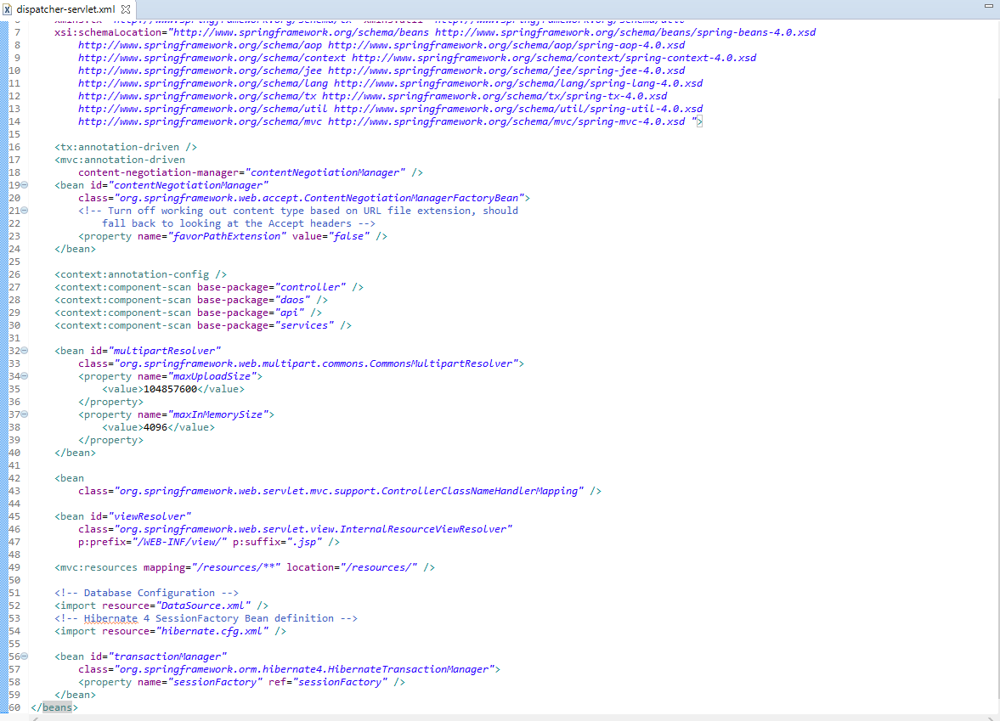 dispatcher-servlet.xml
7 xsi:schemaLocation="http://www.springframework.org/schema/beans http://www.springframework.org/schema/beans/spring-beans-4.0.xsd
8 http://www.springframework.org/schema/aop http://www.springframework.org/schema/aop/spring-aop-4.0.xsd
9 http://www.springframework.org/schema/context http://www.springframework.org/schema/context/spring-context-4.0.xsd
10 http://www.springframework.org/schema/jee http://www.springframework.org/schema/jee/spring-jee-4.0.xsd
11 http://www.springframework.org/schema/lang http://www.springframework.org/schema/lang/spring-lang-4.0.xsd
12 http://www.springframework.org/schema/tx http://www.springframework.org/schema/tx/spring-tx-4.0.xsd
13 http://www.springframework.org/schema/util http://www.springframework.org/schema/util/spring-util-4.0.xsd
14 http://www.springframework.org/schema/mvc http://www.springframework.org/schema/mvc/spring-mvc-4.0.xsd ">
15
16 <tx:annotation-driven />
17 <mvc:annotation-driven
18 content-negotiation-manager="contentNegotiationManager" />
19 <bean id="contentNegotiationManager"
20 class="org.springframework.web.accept.ContentNegotiationManagerFactoryBean">
21 <!-- Turn off working out content type based on URL file extension, should
22 fall back to looking at the Accept headers -->
23 <property name="favorPathExtension" value="false" />
24 </bean>
25
26 <context:annotation-config />
27 <context:component-scan base-package="controller" />
28 <context:component-scan base-package="daos" />
29 <context:component-scan base-package="api" />
30 <context:component-scan base-package="services" />
31
32 <bean id="multipartResolver"
33 class="org.springframework.web.multipart.commons.CommonsMultipartResolver">
34 <property name="maxUploadSize">
35 <value>104857600</value>
36 </property>
37 <property name="maxInMemorySize">
38 <value>4096</value>
39 </property>
40 </bean>
41
42 <bean
43 class="org.springframework.web.servlet.mvc.support.ControllerClassNameHandlerMapping" />
44
45 <bean id="viewResolver"
46 class="org.springframework.web.servlet.view.InternalResourceViewResolver"
47 p:prefix="/WEB-INF/view/" p:suffix=".jsp" />
48
49 <mvc:resources mapping="/resources/**" location="/resources/" />
50
51 <!-- Database Configuration -->
52 <import resource="DataSource.xml" />
53 <!-- Hibernate 4 SessionFactory Bean definition -->
54 <import resource="hibernate.cfg.xml" />
55
56 <bean id="transactionManager"
57 class="org.springframework.orm.hibernate4.HibernateTransactionManager">
58 <property name="sessionFactory" ref="sessionFactory" />
59 </bean>
60 </beans>